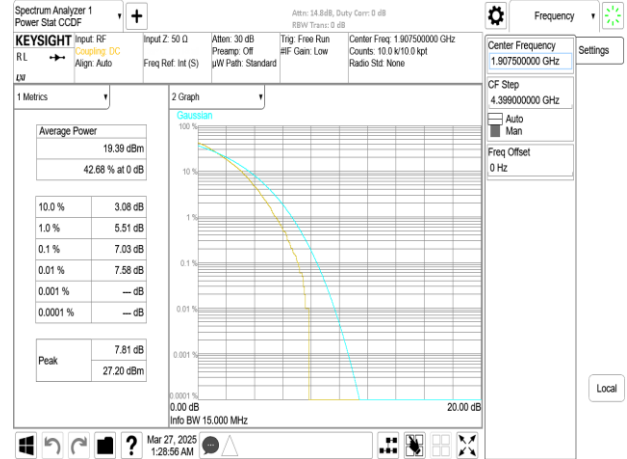 Spectrum Analyzer 1
Power Stat CCDF
Attn: 14.8dB, Duty Corr: 0 dB
RBW Trans: 0 dB
Frequency
KEYSIGHT
RL
LXI
Input: RF
Coupling: DC
Align: Auto
Input Z: 50 Ω
Freq Ref: Int (S)
Atten: 30 dB
Preamp: Off
µW Path: Standard
Trig: Free Run
#IF Gain: Low
Center Freq: 1.907500000 GHz
Counts: 10.0 k/10.0 kpt
Radio Std: None
Center Frequency
1.907500000 GHz
Settings
CF Step
4.399000000 GHz
Auto
Man
Freq Offset
0 Hz
1 Metrics
Average Power
19.39 dBm
42.68 % at 0 dB
10.0 % 3.08 dB
1.0 % 5.51 dB
0.1 % 7.03 dB
0.01 % 7.58 dB
0.001 % --- dB
0.0001 % --- dB
Peak
7.81 dB
27.20 dBm
2 Graph
Gaussian
100 %
10 %
1 %
0.1 %
0.01 %
0.001 %
0.0001 %
0.00 dB
20.00 dB
Info BW 15.000 MHz
Local
Mar 27, 2025
1:28:56 AM